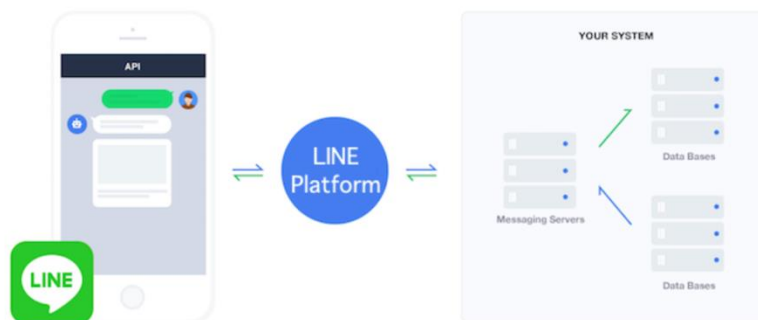 API
LINE
LINE
Platform
YOUR SYSTEM
Messaging Servers
Data Bases
Data Bases